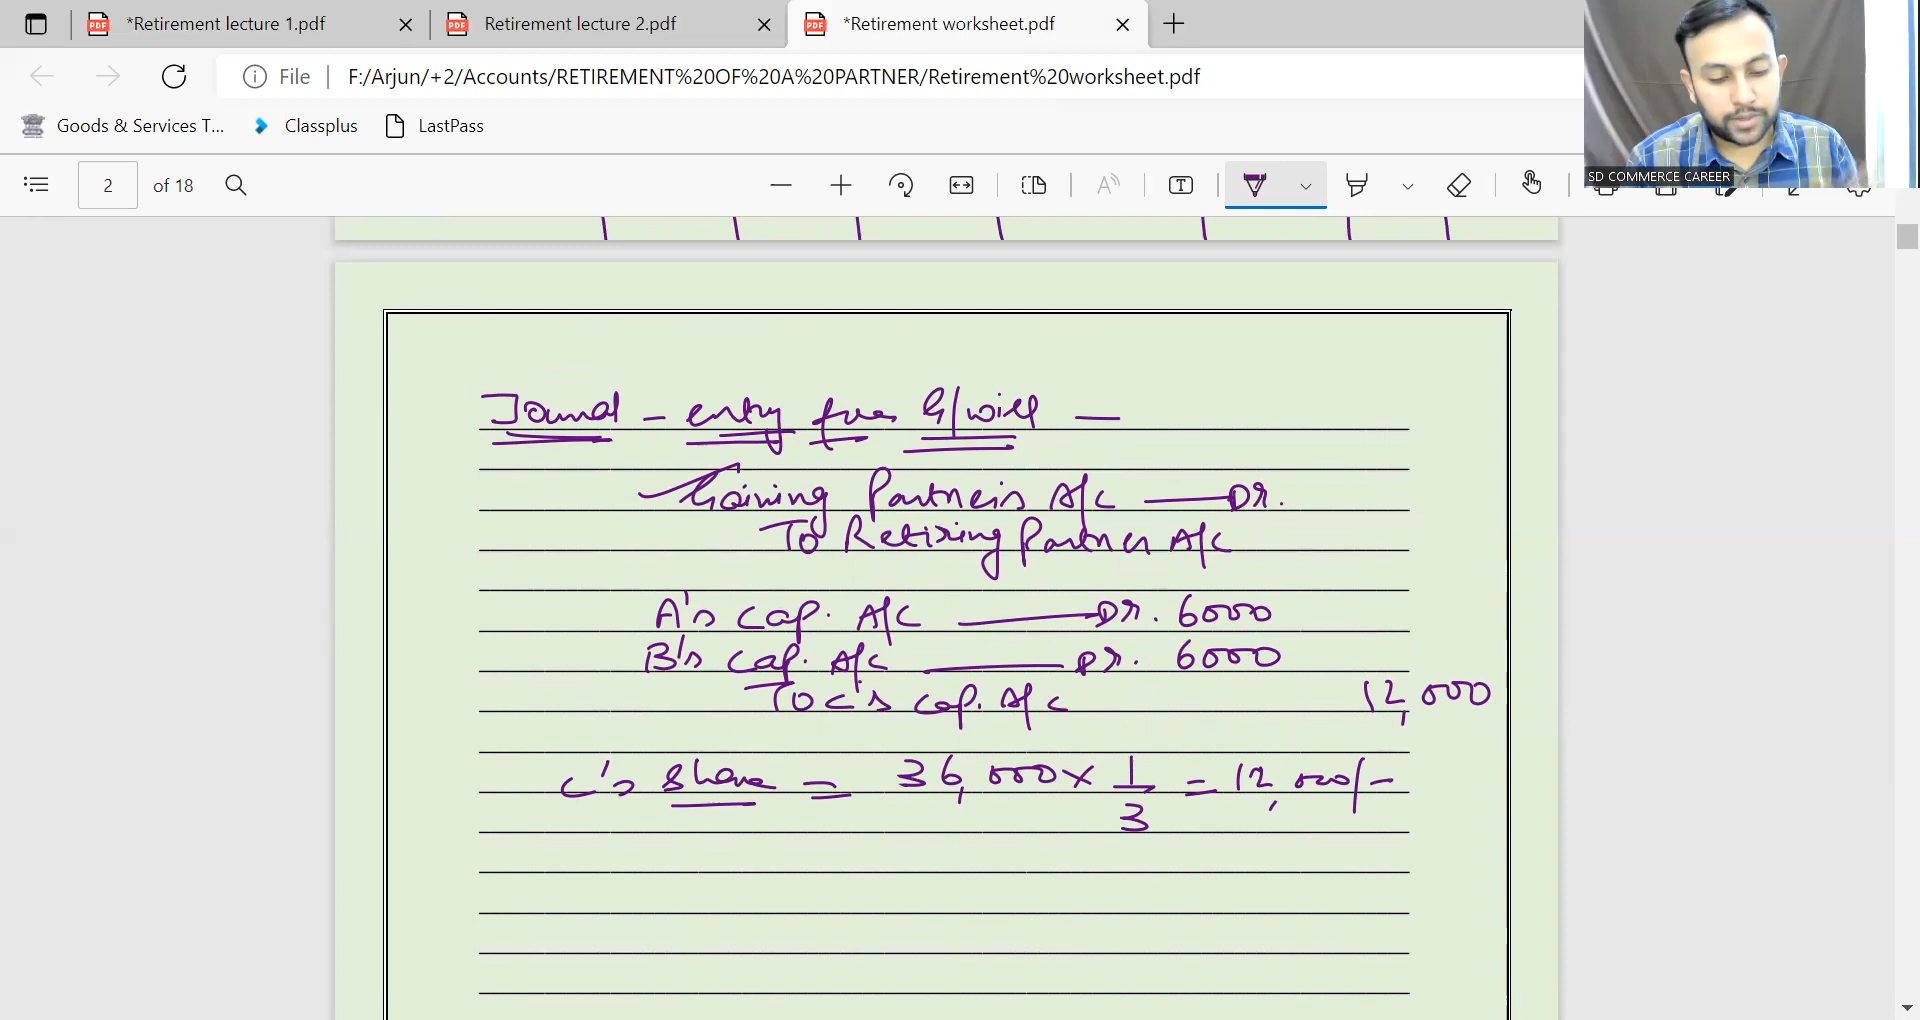 *Retirement lecture 1.pdf
Retirement lecture 2.pdf
*Retirement worksheet.pdf
File
F:/Arjun/+2/Accounts/RETIREMENT%20OF%20A%20PARTNER/Retirement%20worksheet.pdf
Goods & Services T...
Classplus
LastPass
SD COMMERCE CAREER
2 of 18
Journal - entry for G/will —
Gaining Partner's A/c — Dr.
To Retiring Partner A/c
A's Cap. A/c — Dr. 6000
B's Cap. A/c — Dr. 6000
To C's Cap. A/c 12,000
C's share = 36,000 × 1/3 = 12,000/-